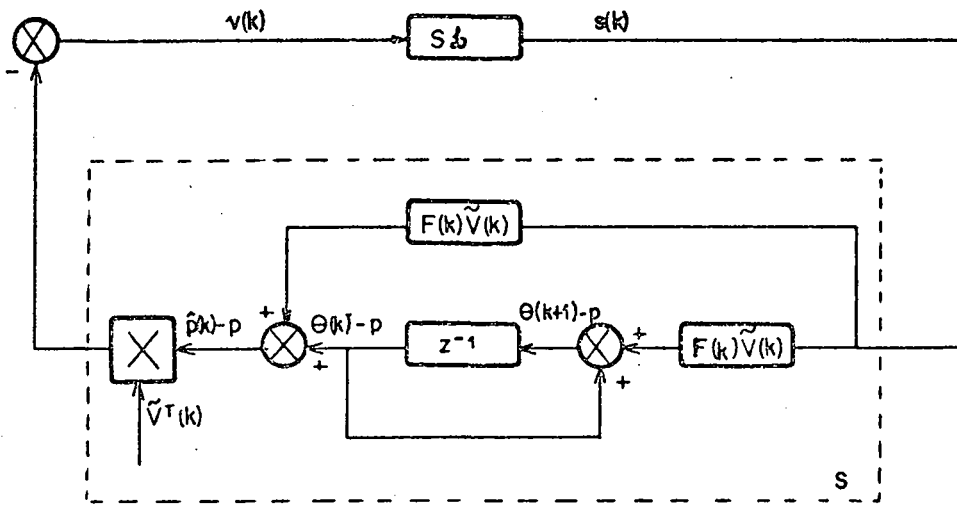 v(k)
s(k)
-
F(k)Ṽ(k)
+
p̂(k)-p
θ(k)-p
z⁻¹
θ(k+1)-p
+
F(k)Ṽ(k)
+
+
Ṽᵀ(k)
S